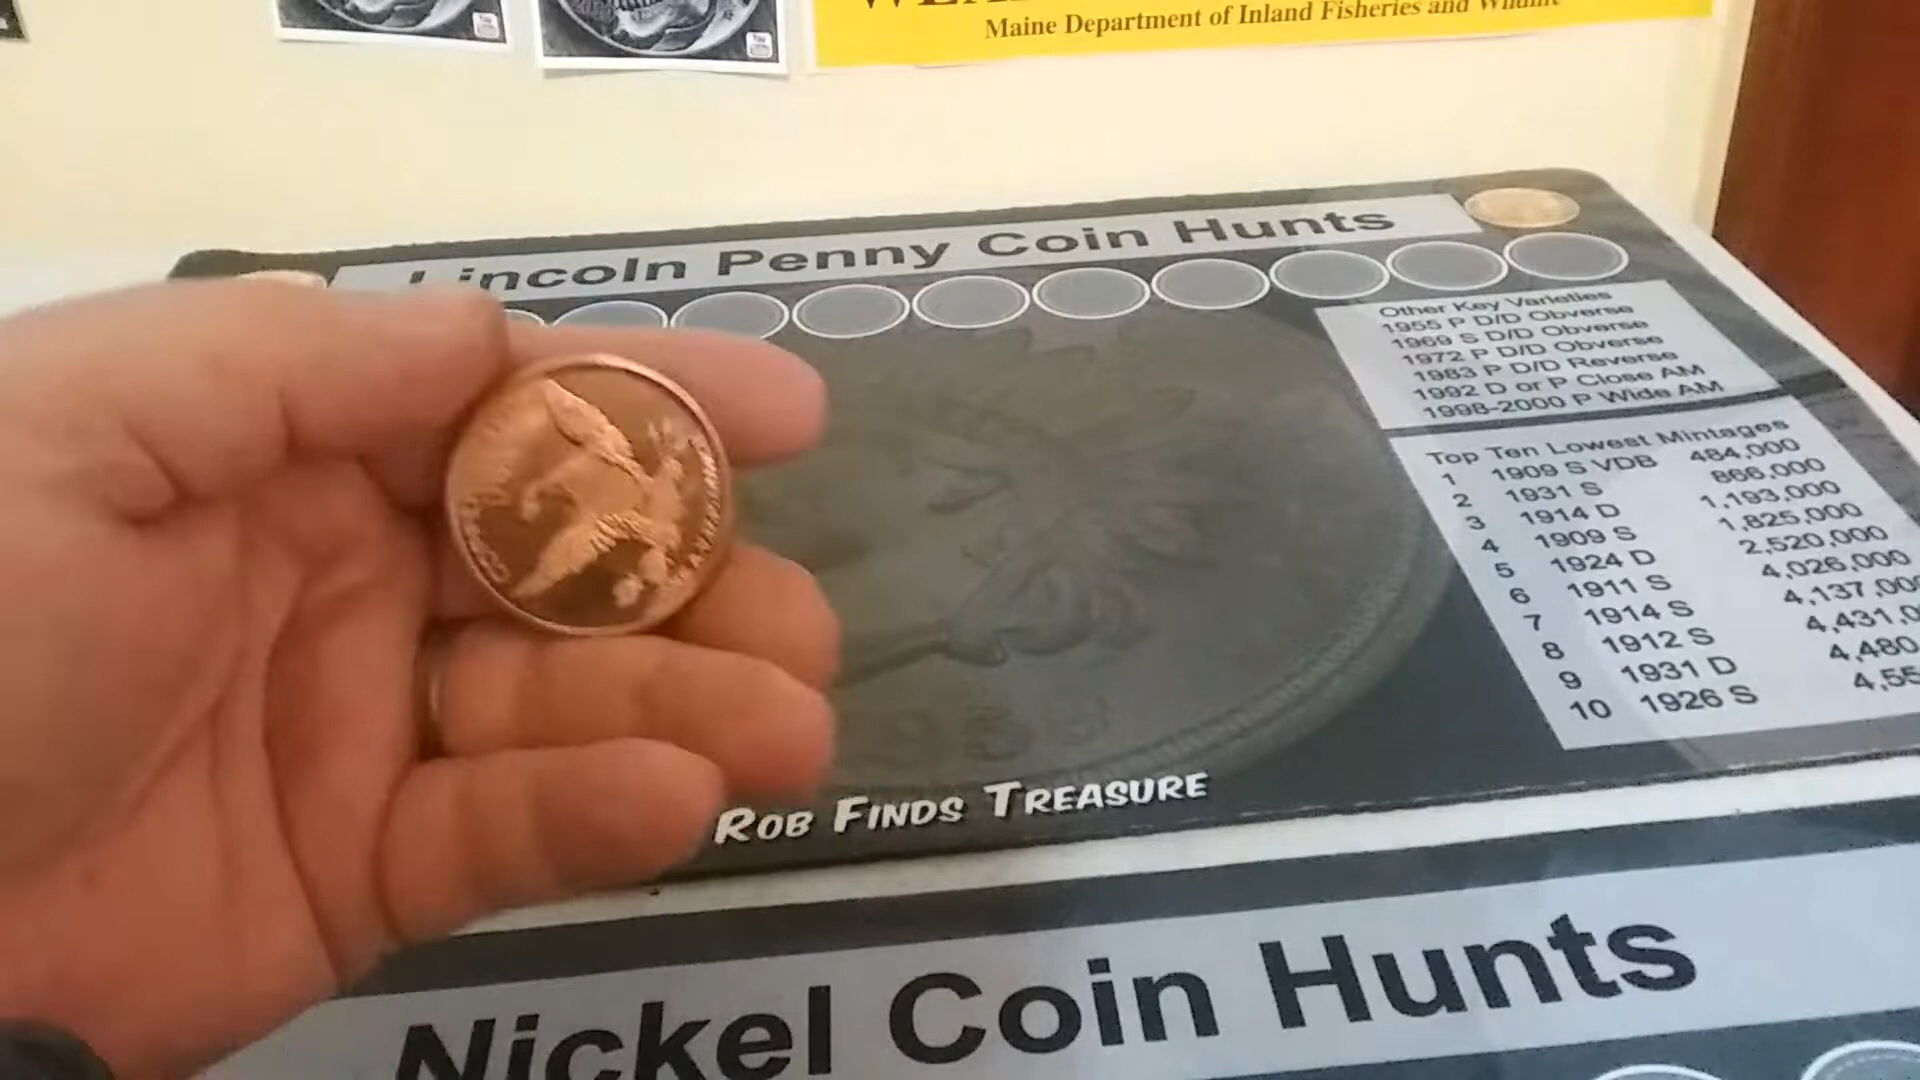 Maine Department of Inland Fisheries and Wildlife
Lincoln Penny Coin Hunts
Other Key Varieties
1955 P D/D Obverse
1969 S D/D Obverse
1972 P D/D Obverse
1983 P D/D Reverse
1992 D or P Close AM
1998-2000 P Wide AM
Top Ten Lowest Mintages
1 1909 S VDB 484,000
2 1931 S 866,000
3 1914 D 1,193,000
4 1909 S 1,825,000
5 1924 D 2,520,000
6 1911 S 4,026,000
7 1914 S 4,137,000
8 1912 S 4,431,0
9 1931 D 4,480
10 1926 S 4,55
Rob Finds Treasure
Nickel Coin Hunts